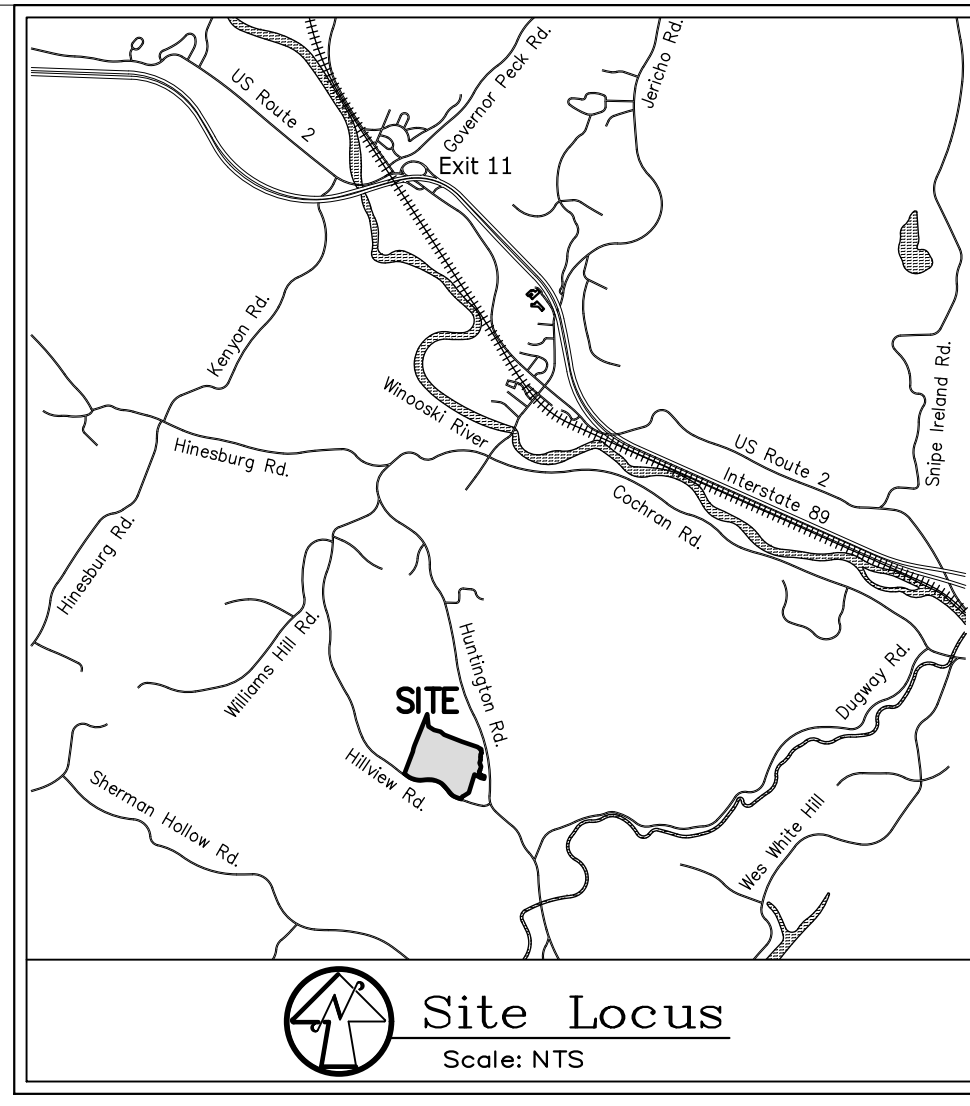 US Route 2
Governor Peck Rd.
Jericho Rd.
Exit 11
Kenyon Rd.
Winooski River
Snipe Ireland Rd.
Hinesburg Rd.
US Route 2
Interstate 89
Cochran Rd.
Hinesburg Rd.
Williams Hill Rd.
Huntington Rd.
Dugway Rd.
SITE
Hillview Rd.
Sherman Hollow Rd.
Wes White Hill
N
Site Locus
Scale: NTS